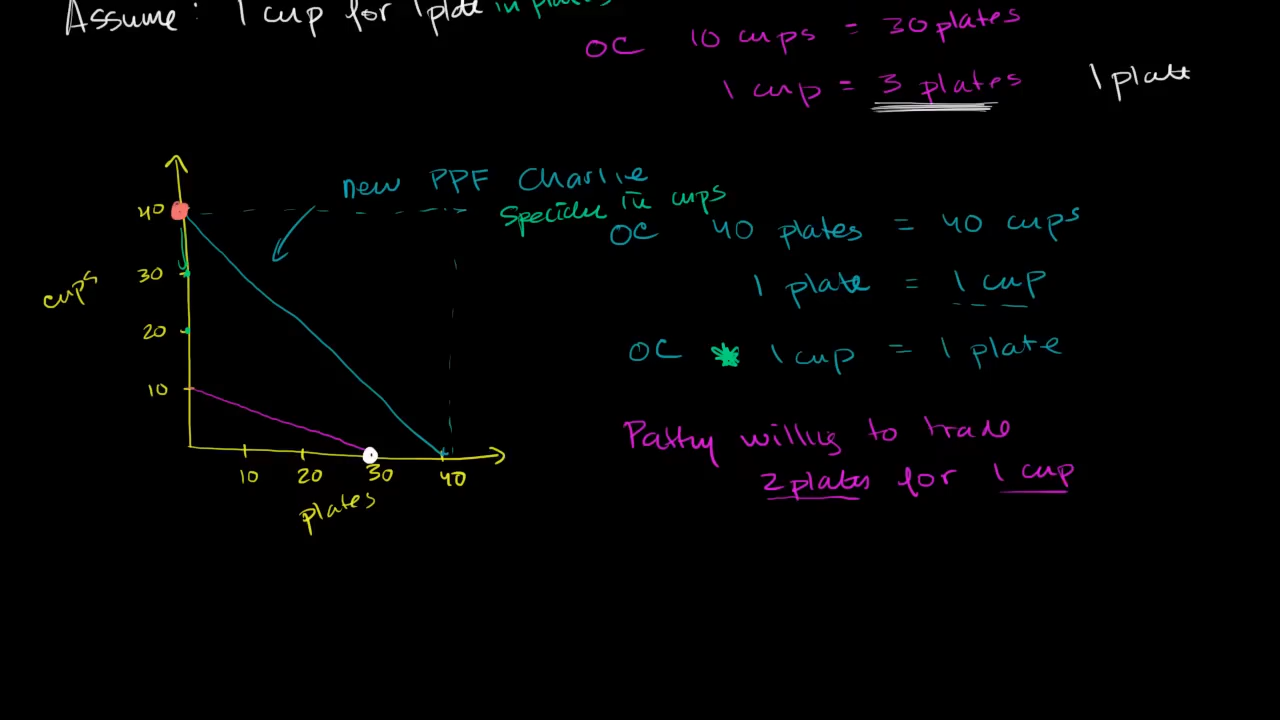 Assume: 1 cup for 1 plate in plates
OC 10 cups = 30 plates
1 cup = 3 plates
1 plate
new PPF Charlie
Specialize in cups
40
30
20
10
cups
10 20 30 40
plates
OC 40 plates = 40 cups
1 plate = 1 cup
OC 1 cup = 1 plate
Patty willing to trade
2 plates for 1 cup